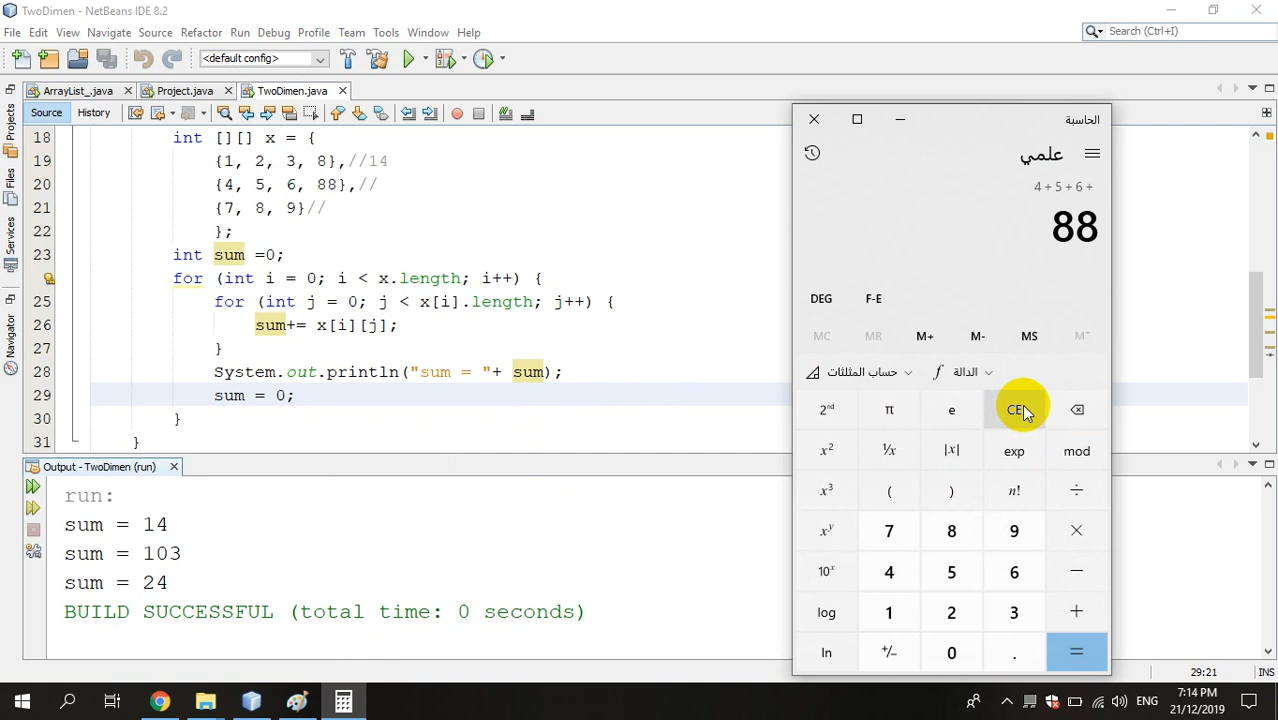 TwoDimen - NetBeans IDE 8.2
File Edit View Navigate Source Refactor Run Debug Profile Team Tools Window Help
Search (Ctrl+I)
<default config>
ArrayList_.java Project.java TwoDimen.java
Source History
Projects
Files
Services
Navigator
18 int [][] x = {
19 {1, 2, 3, 8},//14
20 {4, 5, 6, 88},//
21 {7, 8, 9}//
22 };
23 int sum =0;
for (int i = 0; i < x.length; i++) {
25 for (int j = 0; j < x[i].length; j++) {
26 sum+= x[i][j];
27 }
28 System.out.println("sum = "+ sum);
29 sum = 0;
30 }
31 }
Output - TwoDimen (run)
run:
sum = 14
sum = 103
sum = 24
BUILD SUCCESSFUL (total time: 0 seconds)
الحاسبة
علمي
4 + 5 + 6 +
88
DEG F-E
MC MR M+ M- MS M˅
حساب المثلثات f الدالة
2nd π e CE
x² ¹/x |x| exp mod
x³ ( ) n! ÷
xʸ 7 8 9 ×
10ˣ 4 5 6 −
log 1 2 3 +
ln +/− 0 . =
29:21 INS
ENG 7:14 PM
21/12/2019